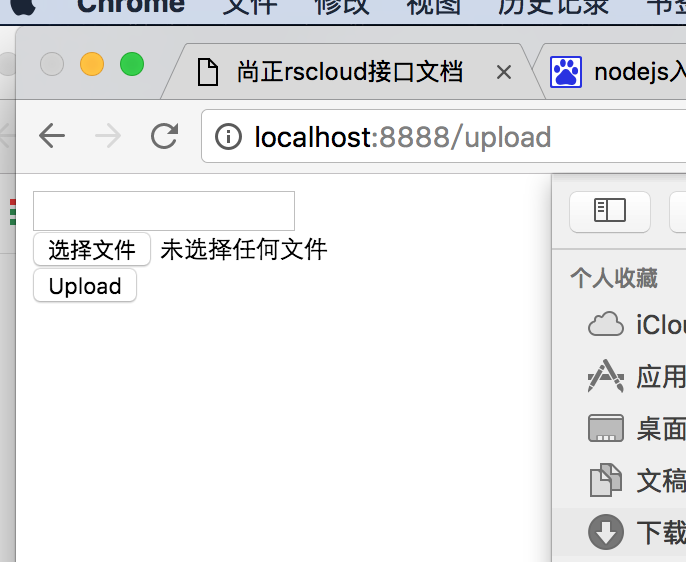 Chrome 文件 修改 视图 历史记录 书签
尚正rscloud接口文档 nodejs入
localhost:8888/upload
选择文件 未选择任何文件
Upload
个人收藏
iClou
应用
桌面
文稿
下载